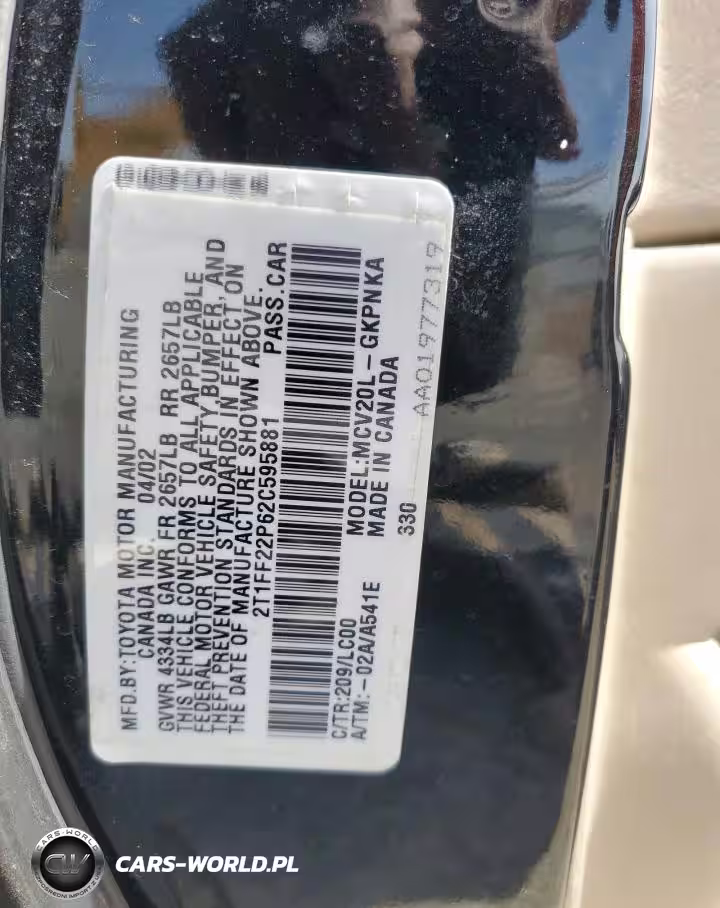 MFD.BY:TOYOTA MOTOR MANUFACTURING
CANADA INC. 04/02
GVWR 4334LB GAWR FR 2657LB RR 2657LB
THIS VEHICLE CONFORMS TO ALL APPLICABLE
FEDERAL MOTOR VEHICLE SAFETY,BUMPER, AND
THEFT PREVENTION STANDARDS IN EFFECT ON
THE DATE OF MANUFACTURE SHOWN ABOVE.
2T1FF22P62C595881 PASS.CAR
C/TR:209/LC00 MODEL:MCV20L-GKPNKA
A/TM:-02A/A541E MADE IN CANADA
330
AA01977319
CARS-WORLD
CW
CARS-WORLD.PL